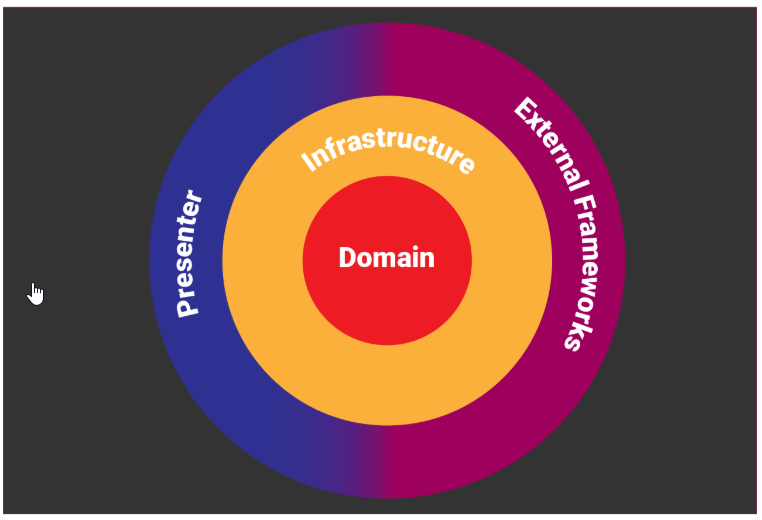 Infrastructure
Domain
Presenter
External Frameworks